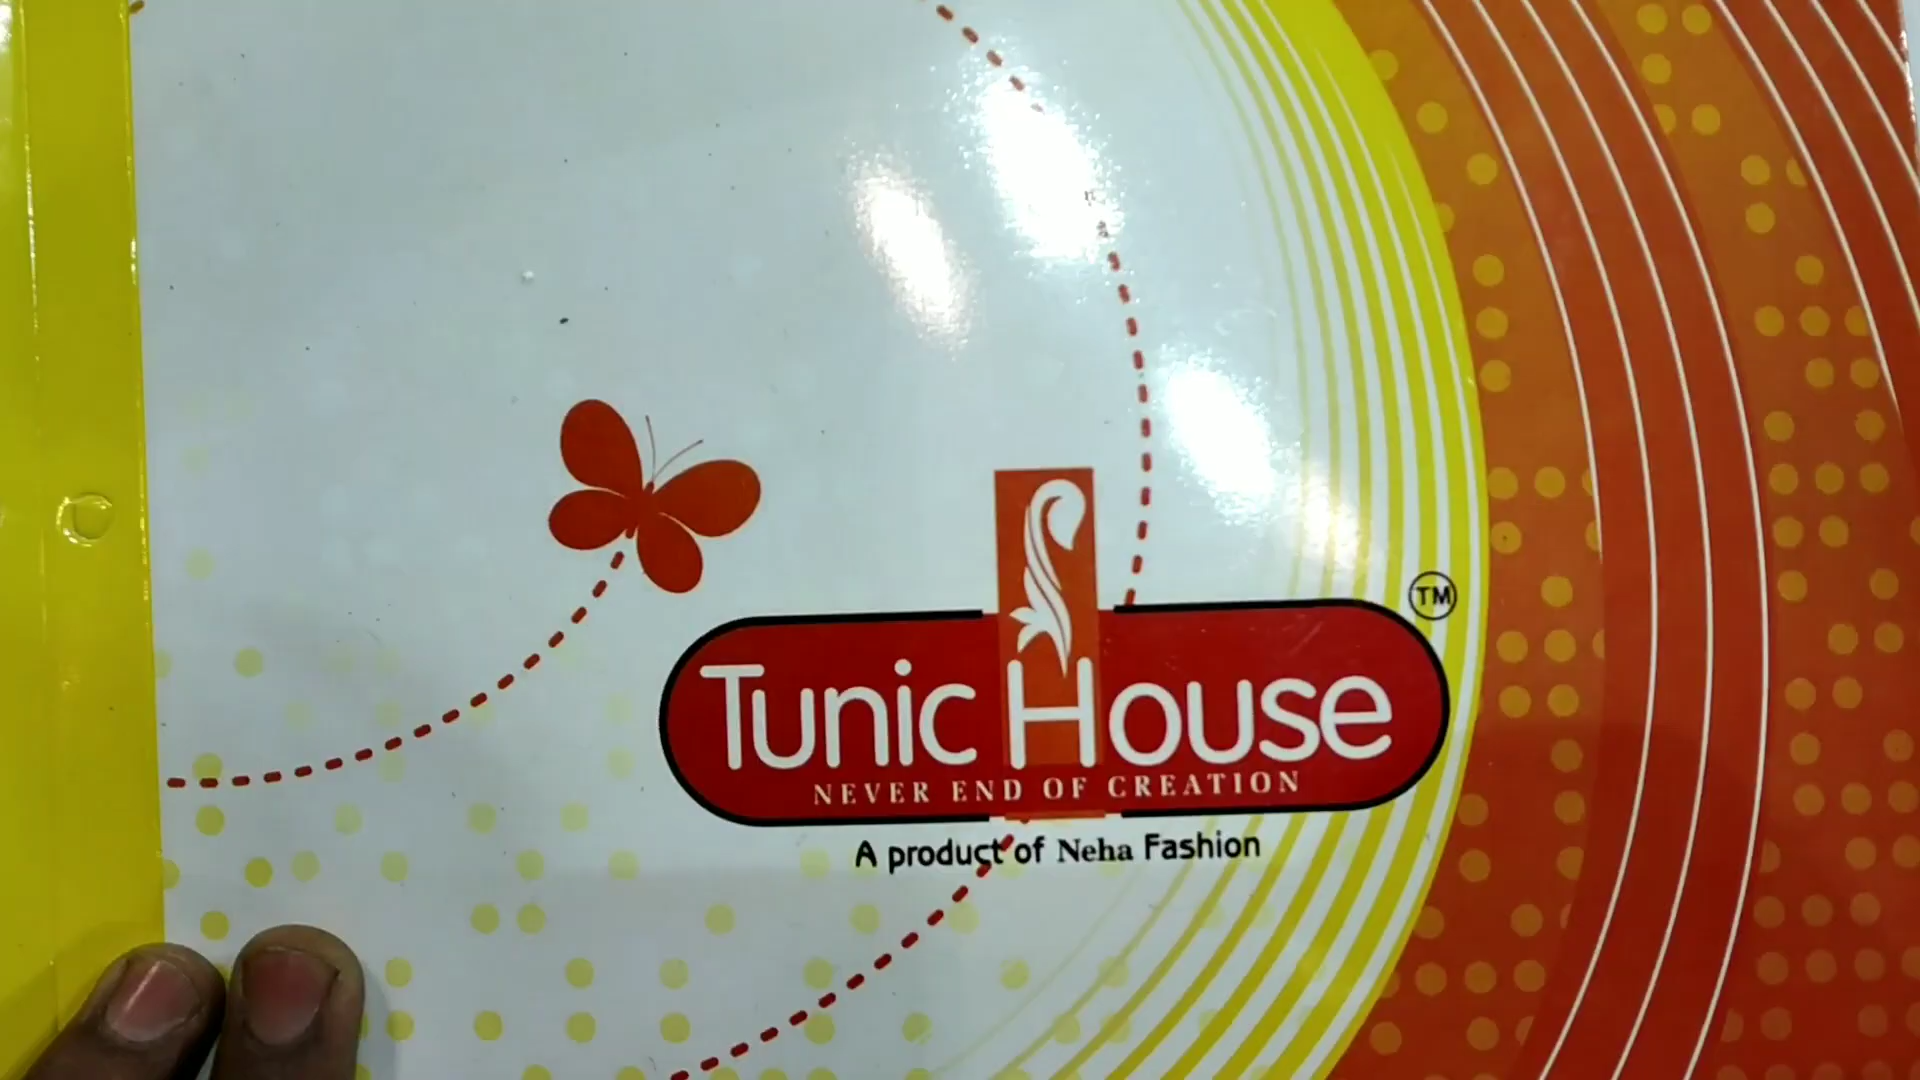 TM
Tunic House
NEVER END OF CREATION
A product of Neha Fashion